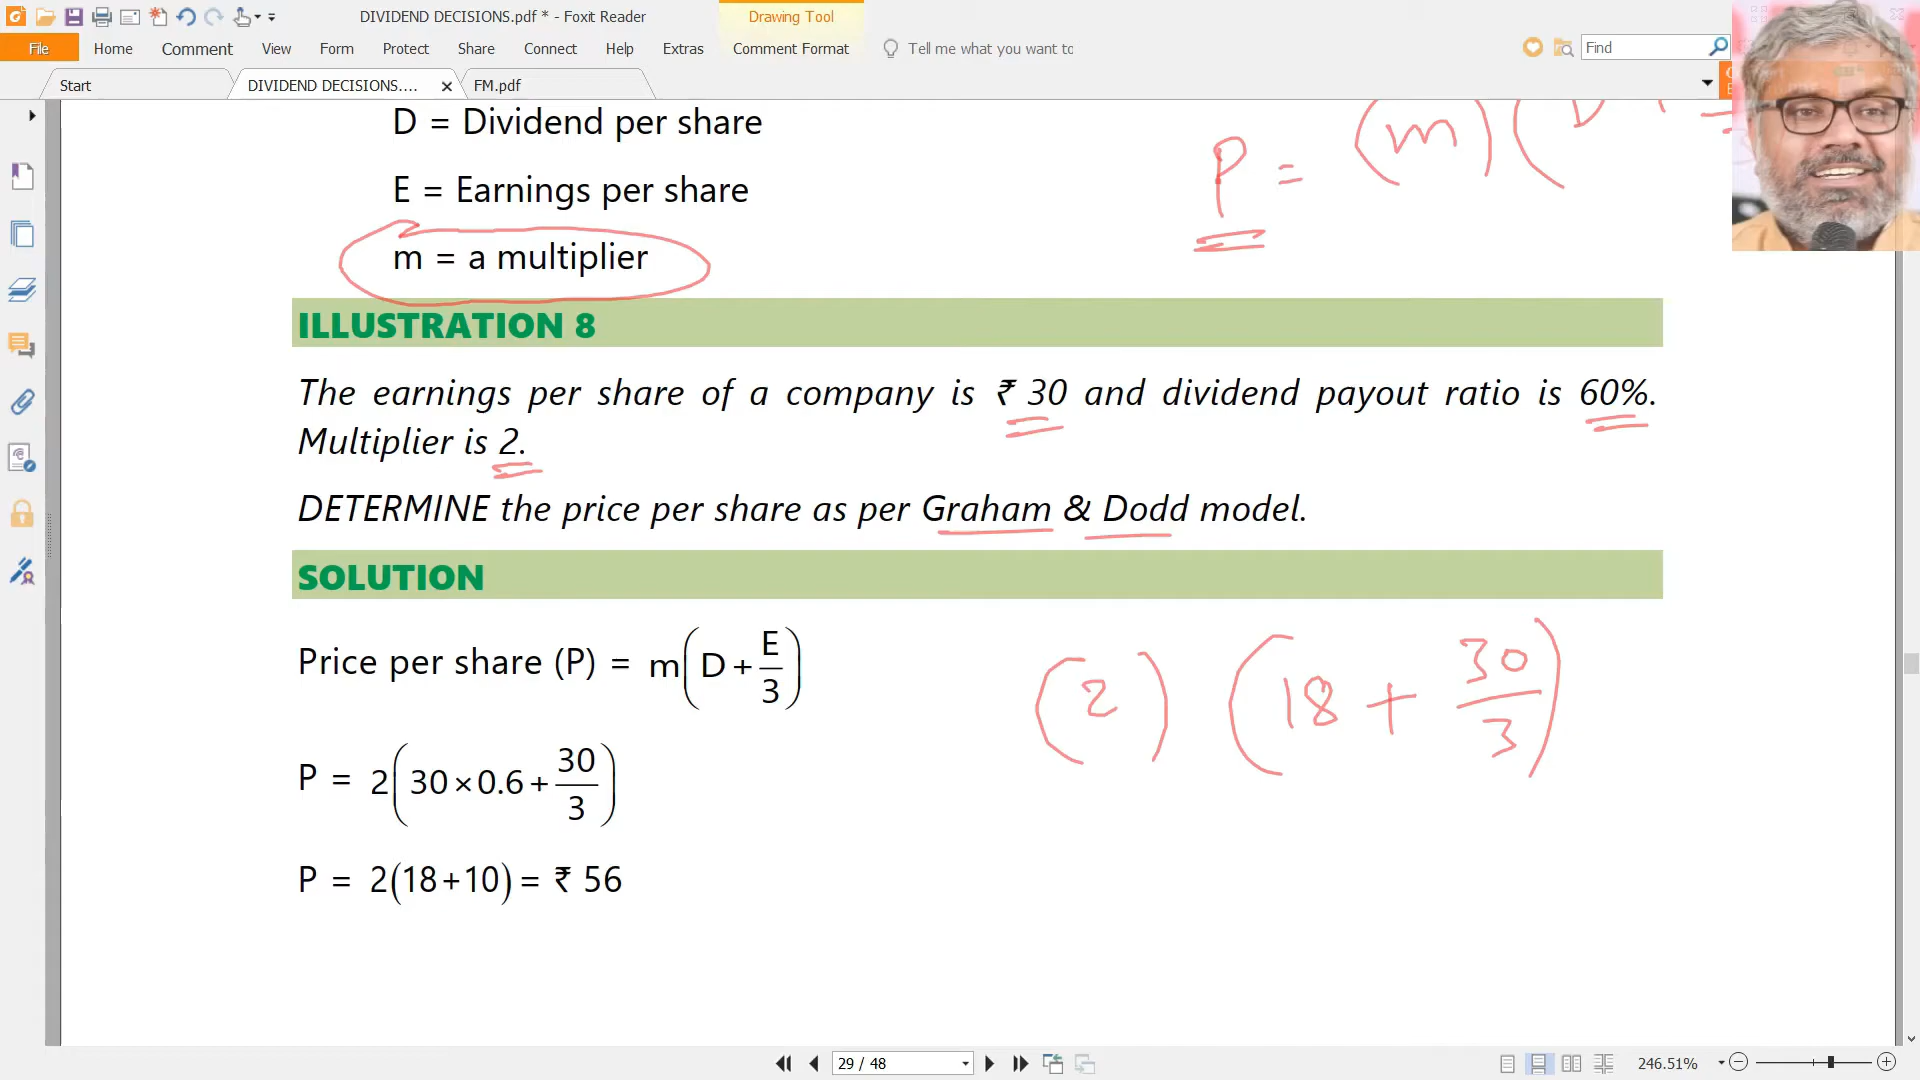 DIVIDEND DECISIONS.pdf * - Foxit Reader
Drawing Tool
File Home Comment View Form Protect Share Connect Help Extras Comment Format Tell me what you want to
Find
Start DIVIDEND DECISIONS.... FM.pdf
D = Dividend per share
E = Earnings per share
m = a multiplier
P = (m)(
ILLUSTRATION 8
The earnings per share of a company is ₹ 30 and dividend payout ratio is 60%.
Multiplier is 2.
DETERMINE the price per share as per Graham & Dodd model.
SOLUTION
Price per share (P) = m(D+E/3)
(2) (18 + 30/3)
P = 2(30×0.6+30/3)
P = 2(18+10)= ₹ 56
29 / 48
246.51%